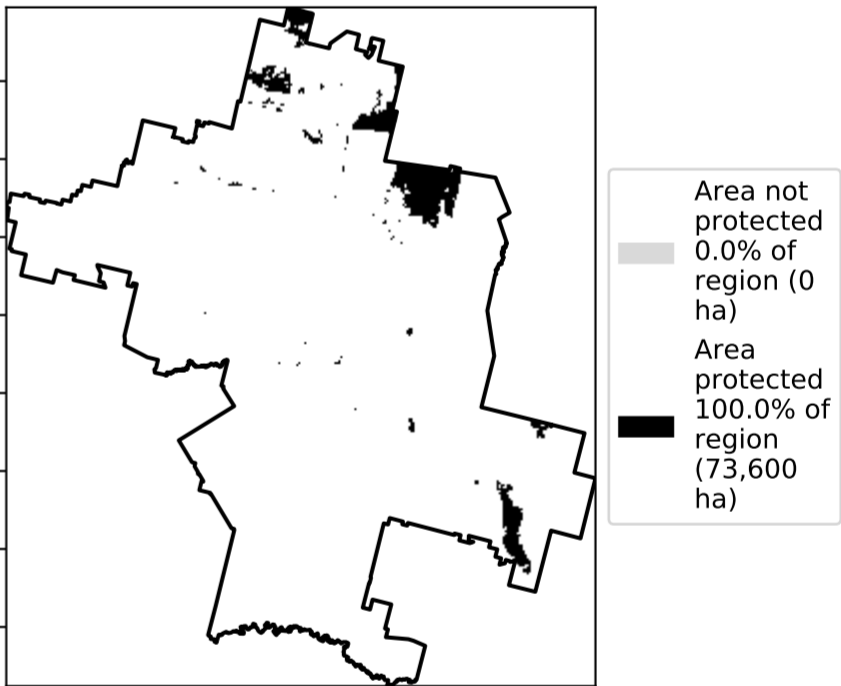 Area not
protected
0.0% of
region (0
ha)
Area
protected
100.0% of
region
(73,600
ha)